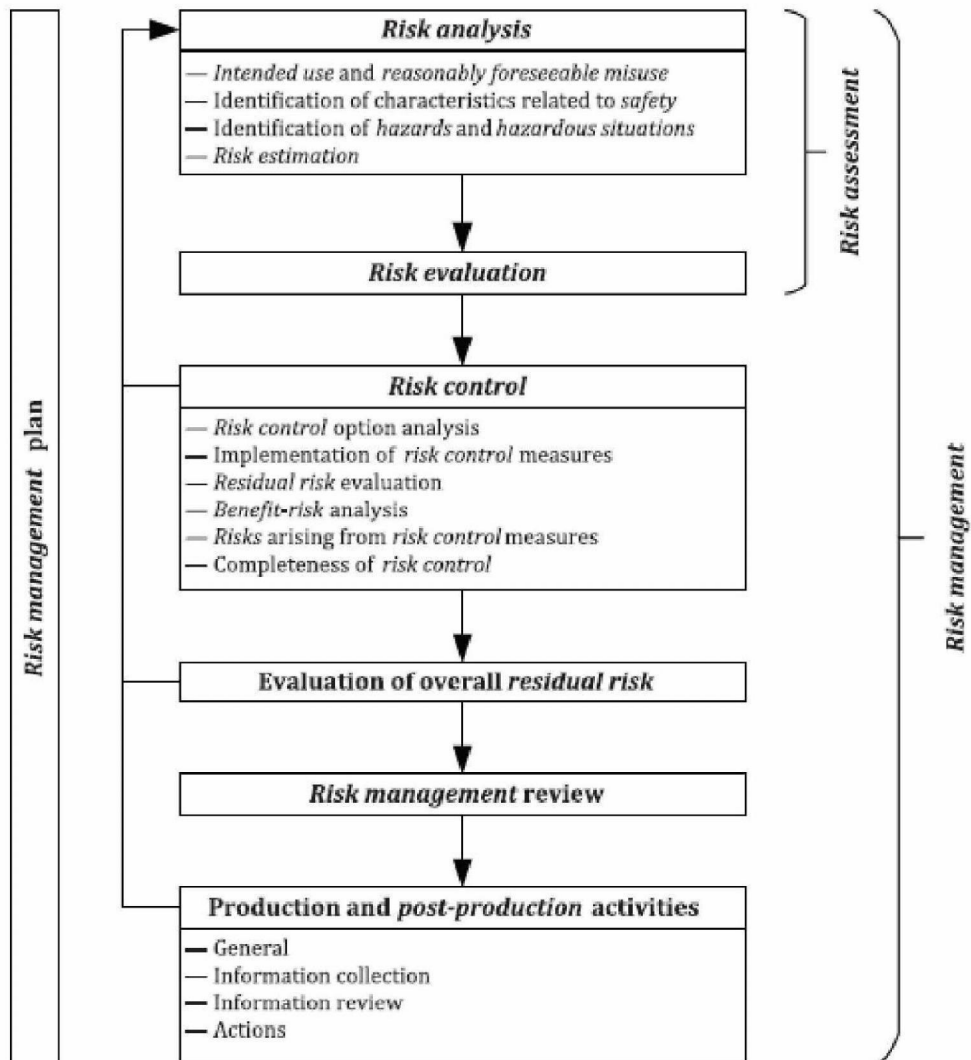 Risk analysis
— Intended use and reasonably foreseeable misuse
— Identification of characteristics related to safety
— Identification of hazards and hazardous situations
— Risk estimation
Risk evaluation
Risk control
— Risk control option analysis
— Implementation of risk control measures
— Residual risk evaluation
— Benefit-risk analysis
— Risks arising from risk control measures
— Completeness of risk control
Evaluation of overall residual risk
Risk management review
Production and post-production activities
— General
— Information collection
— Information review
— Actions
Risk management plan
Risk assessment
Risk management